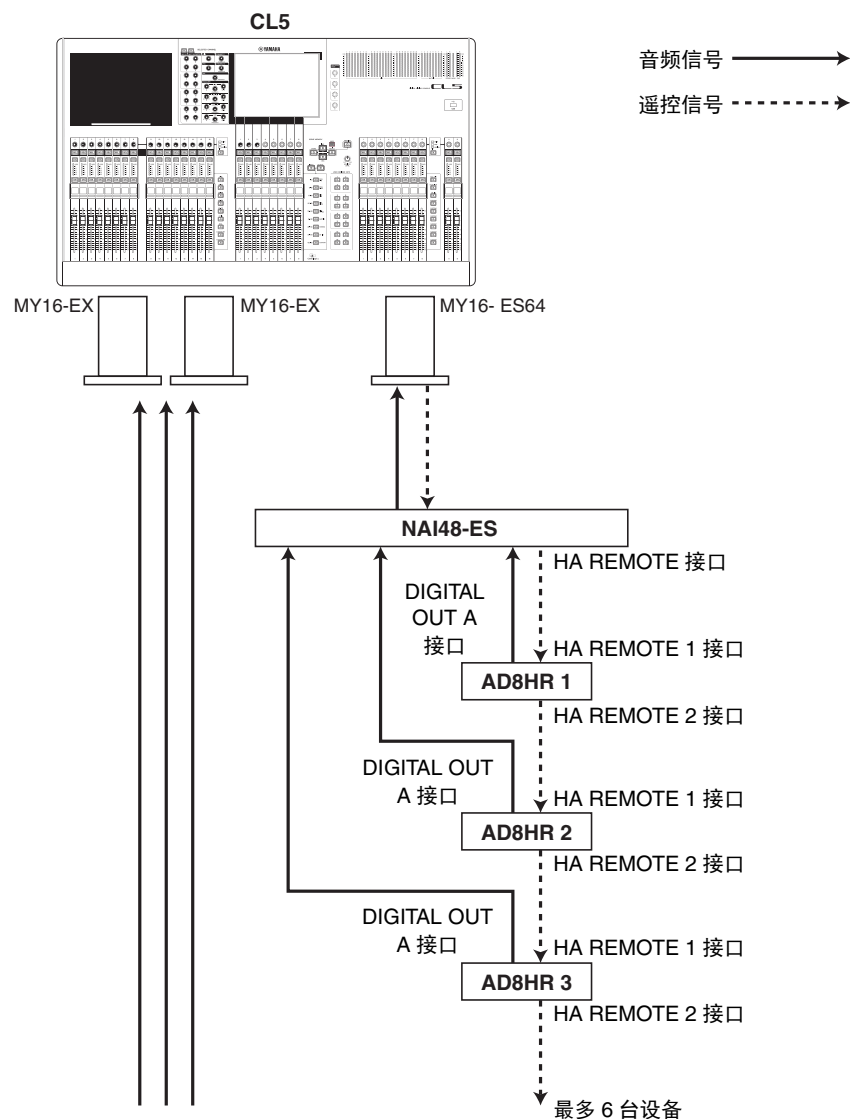 CL5
YAMAHA
CL5
音频信号
遥控信号
MY16-EX
MY16-EX
MY16- ES64
NAI48-ES
HA REMOTE 接口
DIGITAL
OUT A
接口
HA REMOTE 1 接口
AD8HR 1
HA REMOTE 2 接口
DIGITAL OUT
A 接口
HA REMOTE 1 接口
AD8HR 2
HA REMOTE 2 接口
DIGITAL OUT
A 接口
HA REMOTE 1 接口
AD8HR 3
HA REMOTE 2 接口
最多 6 台设备